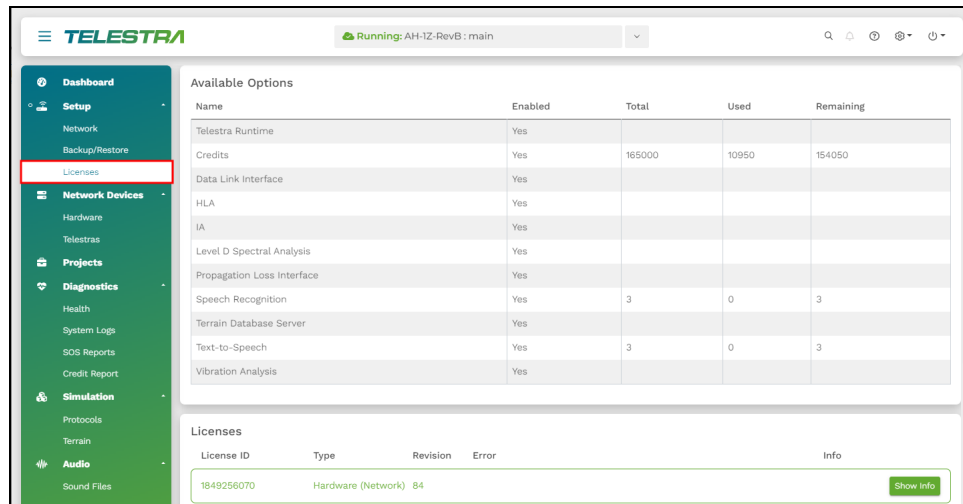 TELESTRA
Running: AH-1Z-RevB : main
Dashboard
Setup
Network
Backup/Restore
Licenses
Network Devices
Hardware
Telestras
Projects
Diagnostics
Health
System Logs
SOS Reports
Credit Report
Simulation
Protocols
Terrain
Audio
Sound Files
Available Options
Name Enabled Total Used Remaining
Telestra Runtime Yes
Credits Yes 165000 10950 154050
Data Link Interface Yes
HLA Yes
IA Yes
Level D Spectral Analysis Yes
Propagation Loss Interface Yes
Speech Recognition Yes 3 0 3
Terrain Database Server Yes
Text-to-Speech Yes 3 0 3
Vibration Analysis Yes
Licenses
License ID Type Revision Error Info
1849256070 Hardware (Network) 84 Show Info